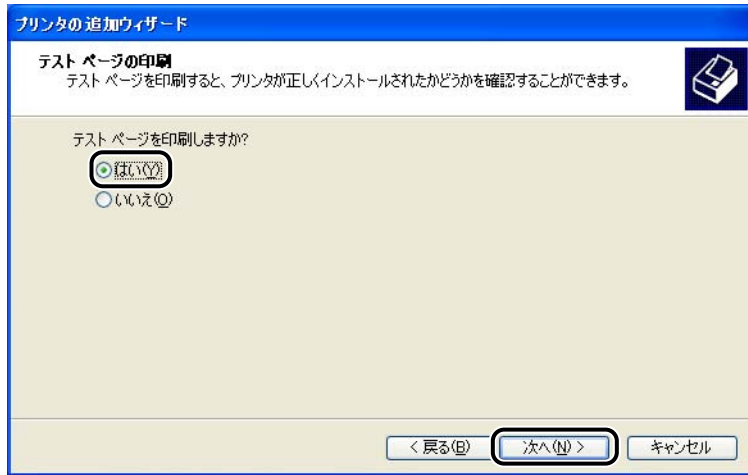 プリンタの追加ウィザード
テスト ページの印刷
テスト ページを印刷すると、プリンタが正しくインストールされたかどうかを確認することができます。
テスト ページを印刷しますか?
はい(Y)
いいえ(O)
< 戻る(B)
次へ(N) >
キャンセル